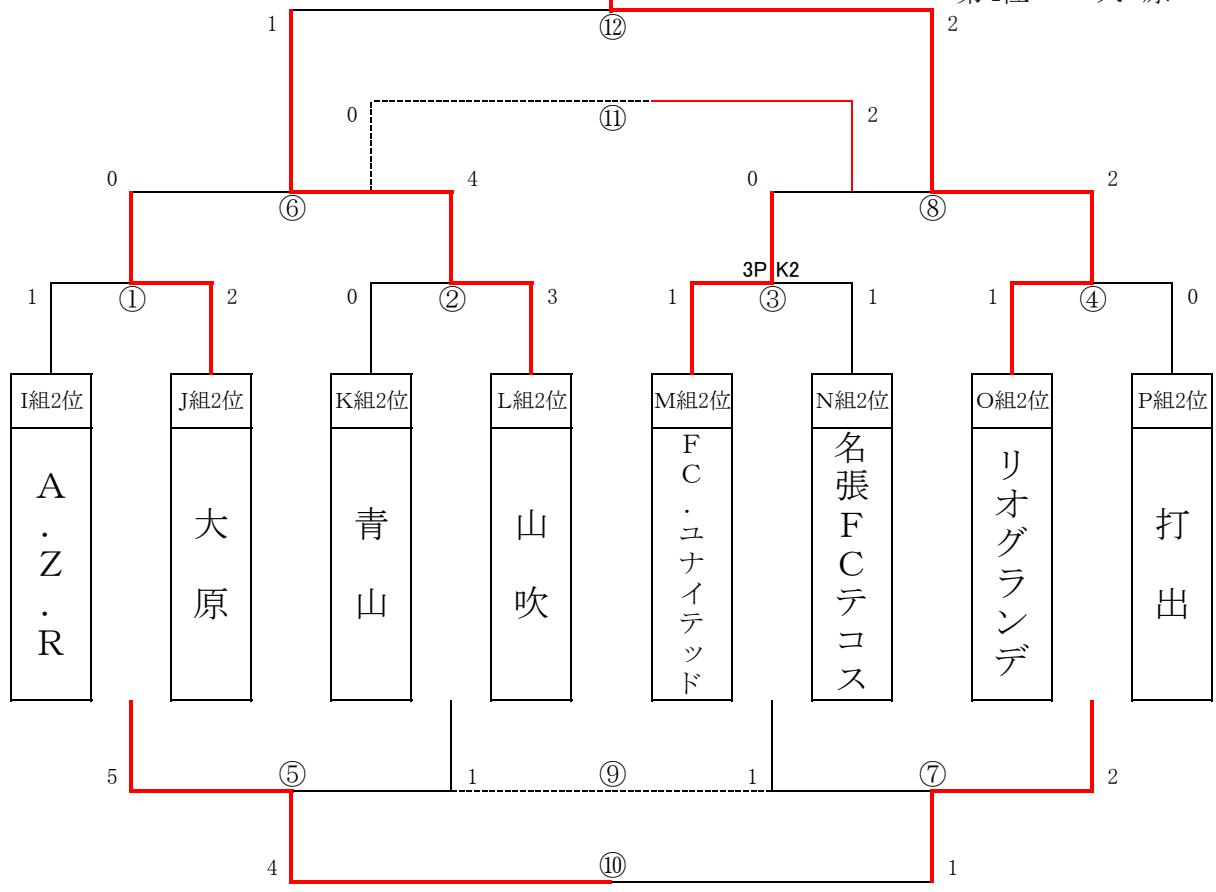 1 ⑫ 2
0 ⑪ 2
0 ⑥ 4 0 ⑧ 2
3PK2
1 ① 2 0 ② 3 1 ③ 1 1 ④ 0
I組2位 J組2位 K組2位 L組2位 M組2位 N組2位 O組2位 P組2位
A.Z.R
大原
青山
山吹
FC.ユナイテッド
名張FCテコス
リオグランデ
打出
5 ⑤ 1 ⑨ 1 ⑦ 2
4 ⑩ 1